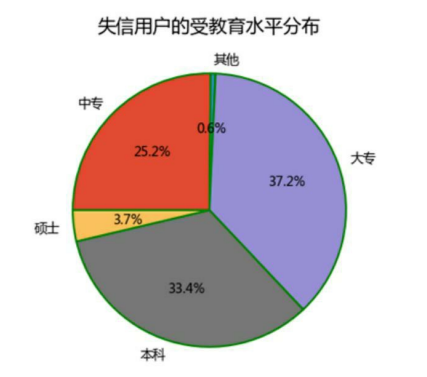 失信用户的受教育水平分布
其他
中专
0.6%
25.2%
大专
37.2%
硕士
3.7%
33.4%
本科